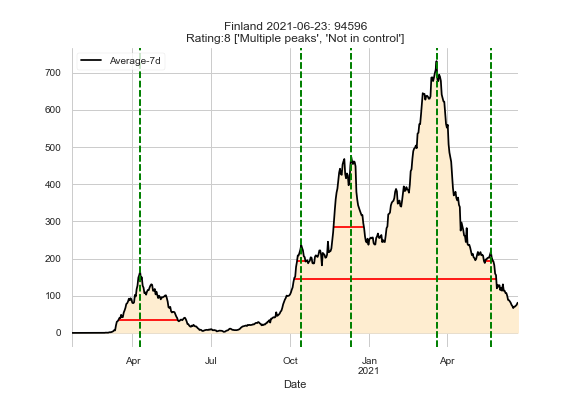 Finland 2021-06-23: 94596
Rating:8 ['Multiple peaks', 'Not in control']
Average-7d
700
600
500
400
300
200
100
0
Apr
Jul
Oct
Jan
2021
Apr
Date